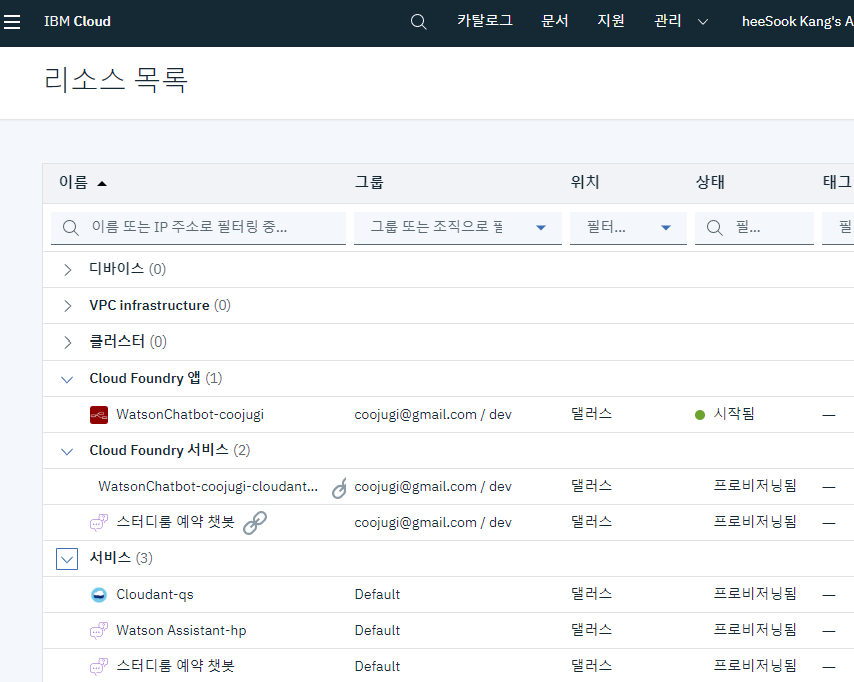 IBM Cloud 카탈로그 문서 지원 관리 heeSook Kang's A
리소스 목록
이름 그룹 위치 상태 태그
이름 또는 IP 주소로 필터링 중... 그룹 또는 조직으로 필 필터... 필... 필
디바이스 (0)
VPC infrastructure (0)
클러스터 (0)
Cloud Foundry 앱 (1)
WatsonChatbot-coojugi coojugi@gmail.com / dev 댈러스 시작됨 —
Cloud Foundry 서비스 (2)
WatsonChatbot-coojugi-cloudant... coojugi@gmail.com / dev 댈러스 프로비저닝됨 —
스터디룸 예약 챗봇 coojugi@gmail.com / dev 댈러스 프로비저닝됨 —
서비스 (3)
Cloudant-qs Default 댈러스 프로비저닝됨 —
Watson Assistant-hp Default 댈러스 프로비저닝됨 —
스터디룸 예약 챗봇 Default 댈러스 프로비저닝됨 —